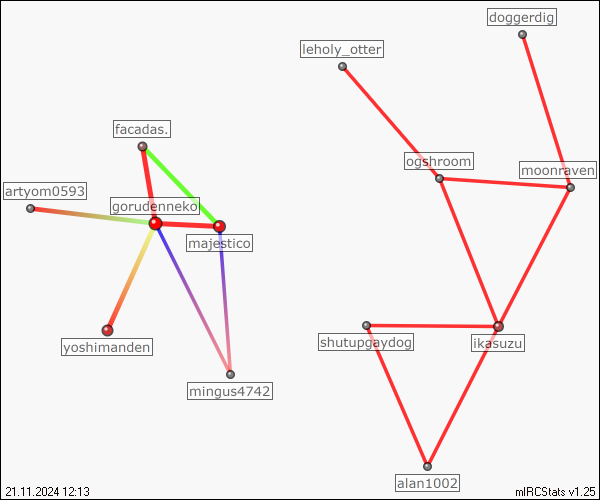 doggerdig
leholy_otter
facadas.
ogshroom
moonraven
artyom0593
gorudenneko
majestico
shutupgaydog
ikasuzu
yoshimanden
mingus4742
alan1002
21.11.2024 12:13
mIRCStats v1.25